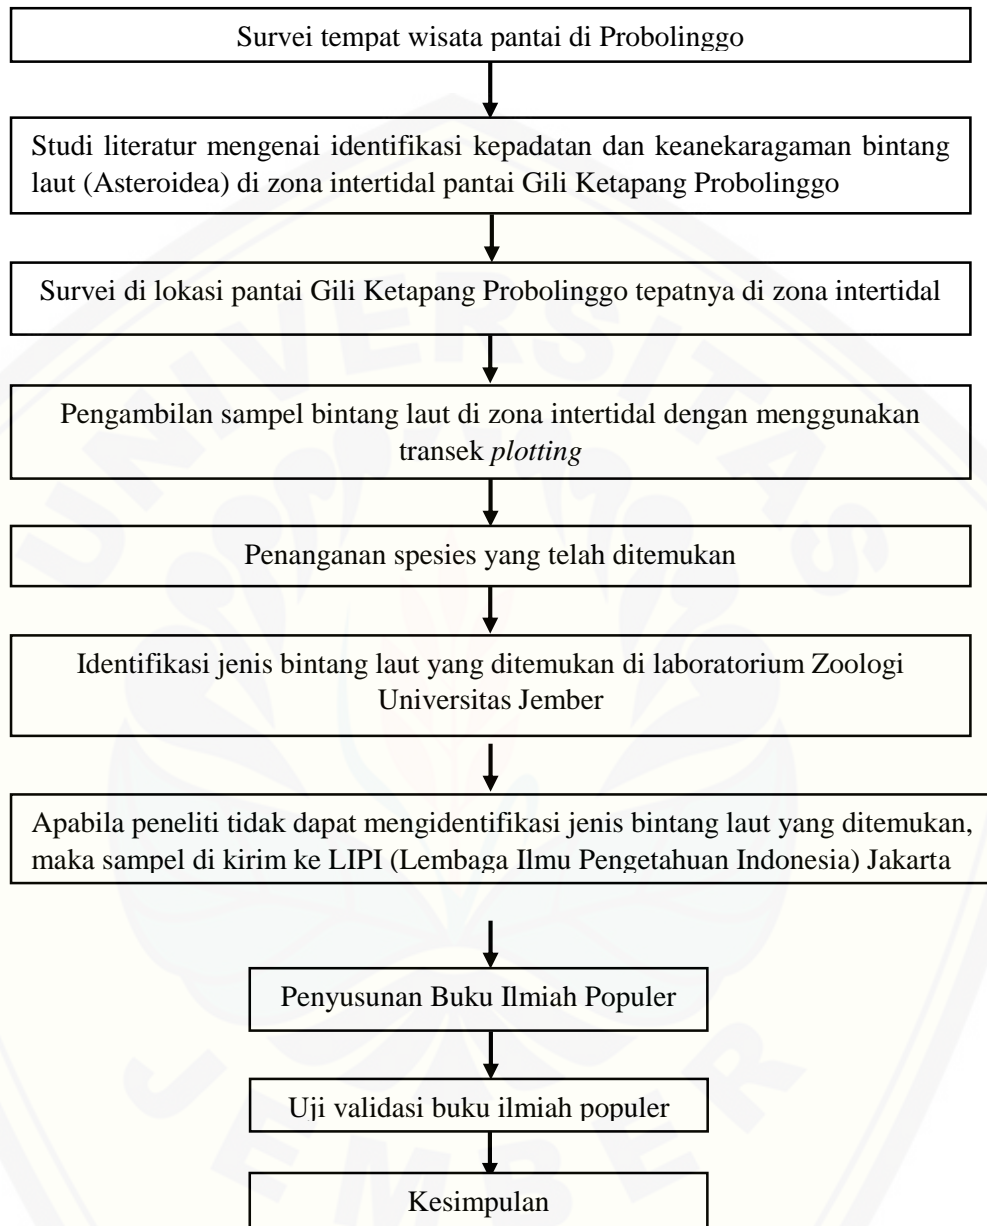 Survei tempat wisata pantai di Probolinggo
Studi literatur mengenai identifikasi kepadatan dan keanekaragaman bintang
laut (Asteroidea) di zona intertidal pantai Gili Ketapang Probolinggo
Survei di lokasi pantai Gili Ketapang Probolinggo tepatnya di zona intertidal
Pengambilan sampel bintang laut di zona intertidal dengan menggunakan
transek plotting
Penanganan spesies yang telah ditemukan
Identifikasi jenis bintang laut yang ditemukan di laboratorium Zoologi
Universitas Jember
Apabila peneliti tidak dapat mengidentifikasi jenis bintang laut yang ditemukan,
maka sampel di kirim ke LIPI (Lembaga Ilmu Pengetahuan Indonesia) Jakarta
Penyusunan Buku Ilmiah Populer
Uji validasi buku ilmiah populer
Kesimpulan
UNIVERSITAS
JEMBER